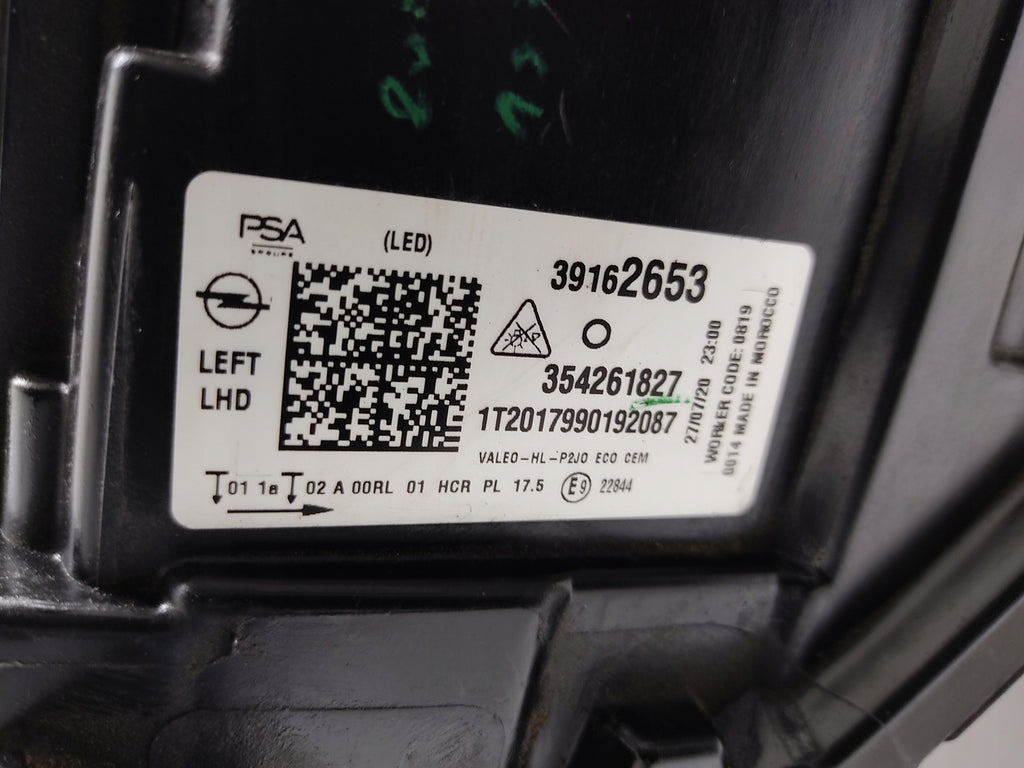 PSA
GROUPE
(LED)
39162653
LEFT
LHD
354261827
1T2017990192087
VALEO-HL-P2JO ECO CEM
01 1a 02 A 00RL 01 HCR PL 17.5 E9 22844
27/07/20 23:00
WORKER CODE: 0819
0014 MADE IN MOROCCO